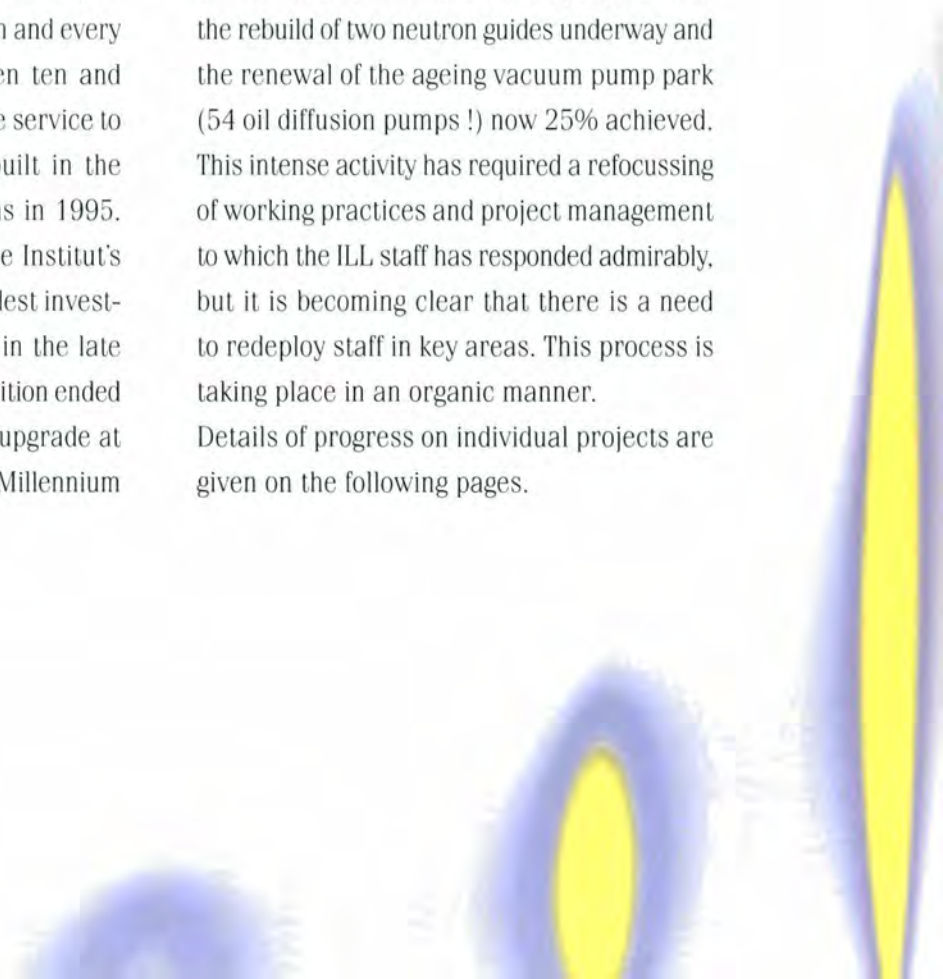 and every
ten and
service to
built in the
in 1995.
Institut's
invest-
in the late
ended
upgrade at
Millennium
the rebuild of two neutron guides underway and
the renewal of the ageing vacuum pump park
(54 oil diffusion pumps !) now 25% achieved.
This intense activity has required a refocussing
of working practices and project management
to which the ILL staff has responded admirably,
but it is becoming clear that there is a need
to redeploy staff in key areas. This process is
taking place in an organic manner.
Details of progress on individual projects are
given on the following pages.